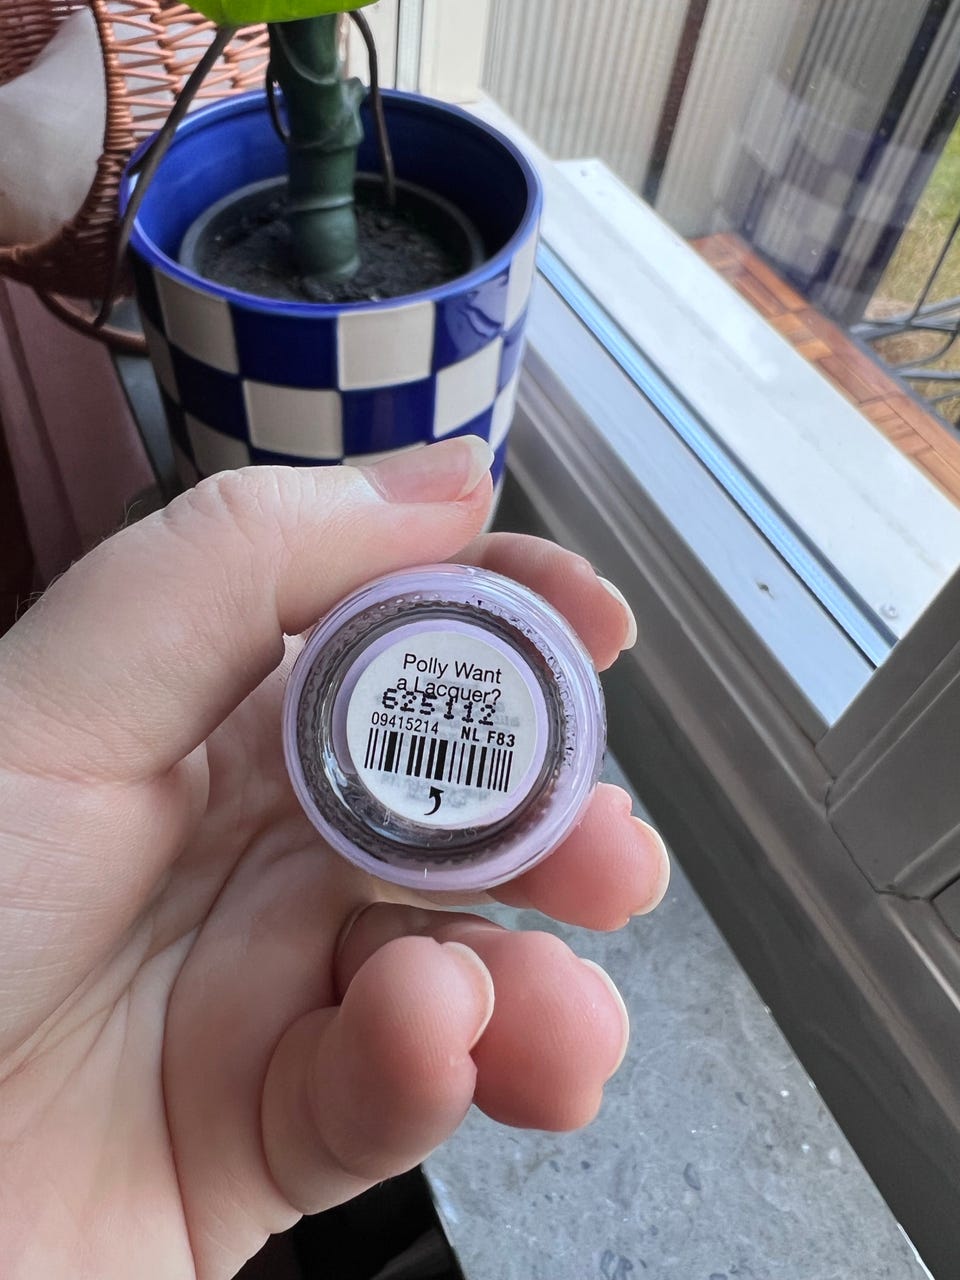 Polly Want
a Lacquer?
625112
09415214 NL F83